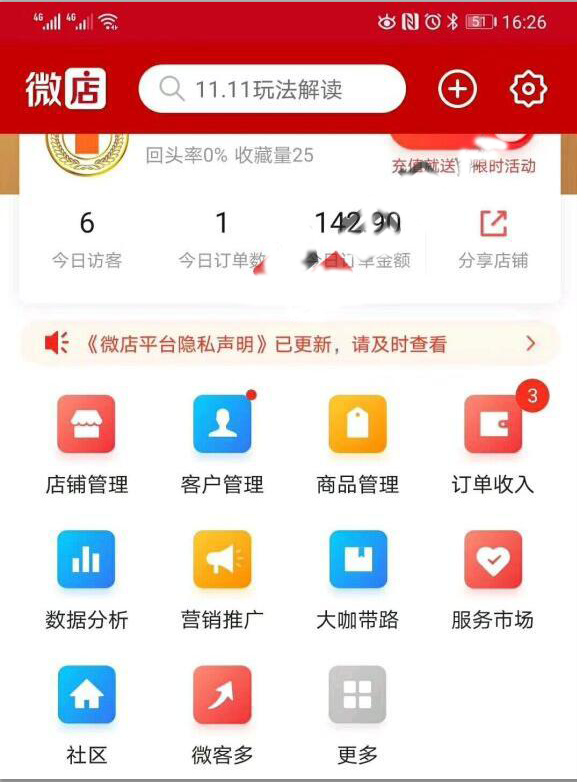 4G 4G 51 16:26
微店 11.11玩法解读
回头率0% 收藏量25
充值就送 限时活动
6 1 142.90
今日访客 今日订单数 今日订单金额 分享店铺
《微店平台隐私声明》已更新，请及时查看
3
店铺管理 客户管理 商品管理 订单收入
数据分析 营销推广 大咖带路 服务市场
社区 微客多 更多